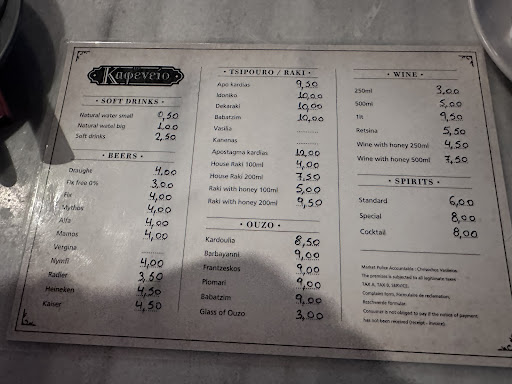 Καφενείο
· SOFT DRINKS ·
Natural water small 0,50
Natural watel big 1,00
Soft drinks 2,50
· BEERS ·
Draught 4,00
Fix free 0% 3,00
Fix 4,00
Mythos 4,00
Alfa 4,00
Mamos 4,00
Vergina
Nymfi 4,00
Radler 3,50
Heineken 4,50
Kaiser 4,50
· TSIPOURO / RAKI ·
Apo kardias 9,50
Idoniko 10,00
Dekaraki 10,00
Babatzim 10,00
Vasilia ............
Kanenas ............
Apostagma kardias 12,00
House Raki 100ml 4,00
House Raki 200ml 7,50
Raki with honey 100ml 5,00
Raki with honey 200ml 9,50
· OUZO ·
Kardoulia 8,50
Barbayanni 9,00
Frantzeskos 9,00
Plomari 9,00
Babatzim 9,00
Glass of Ouzo 3,00
· WINE ·
250ml 3,00
500ml 5,00
1lt 9,50
Retsina 5,50
Wine with honey 250ml 4,50
Wine with honey 500ml 7,50
· SPIRITS ·
Standard 6,00
Special 8,00
Cocktail 8,00
Market Police Accountable :
The premise is subjected to all legitimate taxes
TAX A, TAX B, SERVICE.
Complaint form, Formulaire de reclamation,
Beschwerde formular.
Consumer is not obliged to pay if the notice of payment
has not been received (receipt - invoice).